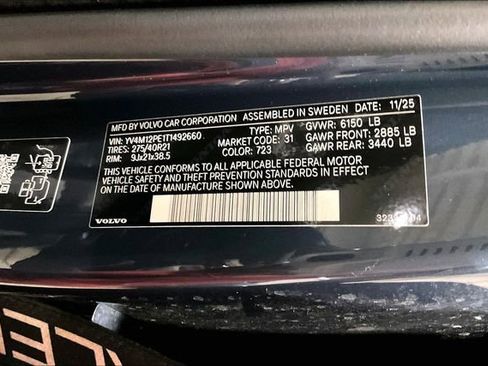 MFD BY VOLVO CAR CORPORATION ASSEMBLED IN SWEDEN DATE: 11/25
VIN: YV4M12PE1T1492660 TYPE: MPV GVWR: 6150 LB
TIRES: 275/40R21 MARKET CODE: 31 GAWR FRONT: 2885 LB
RIM: 9Jx21x38.5 COLOR: 723 GAWR REAR: 3440 LB
THIS VEHICLE CONFORMS TO ALL APPLICABLE FEDERAL MOTOR
VEHICLE SAFETY AND THEFT PREVENTION STANDARDS IN EFFECT
ON THE DATE OF MANUFACTURE SHOWN ABOVE.
VOLVO